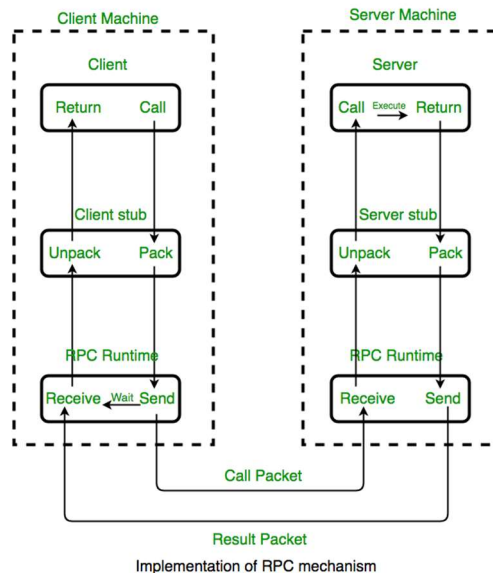 Client Machine
Server Machine
Client
Server
Return Call
Call Execute Return
Client stub
Server stub
Unpack Pack
Unpack Pack
RPC Runtime
RPC Runtime
Receive Wait Send
Receive Send
Call Packet
Result Packet
Implementation of RPC mechanism